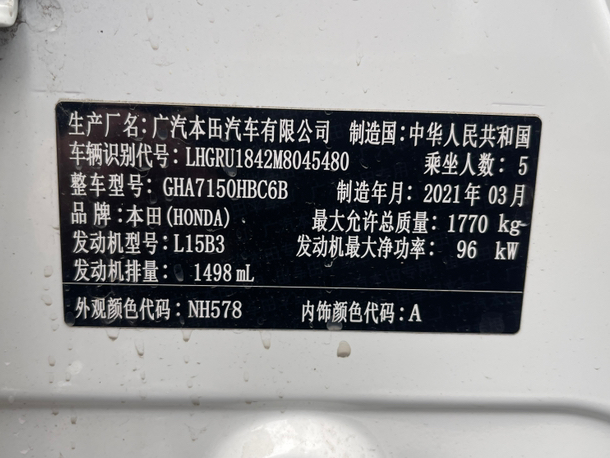 生产厂名:广汽本田汽车有限公司 制造国:中华人民共和国
车辆识别代号: LHGRU1842M8045480 乘坐人数: 5
整车型号: GHA7150HBC6B 制造年月: 2021年 03月
品 牌:本田(HONDA) 最大允许总质量: 1770 kg
发动机型号: L15B3 发动机最大净功率: 96 kW
发动机排量: 1498 mL
外观颜色代码: NH578 内饰颜色代码: A